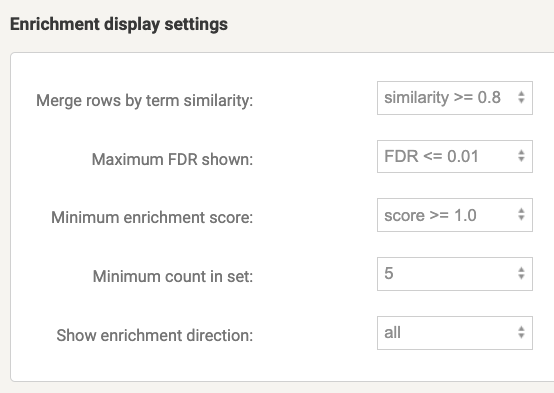 Enrichment display settings
Merge rows by term similarity: similarity >= 0.8
Maximum FDR shown: FDR <= 0.01
Minimum enrichment score: score >= 1.0
Minimum count in set: 5
Show enrichment direction: all